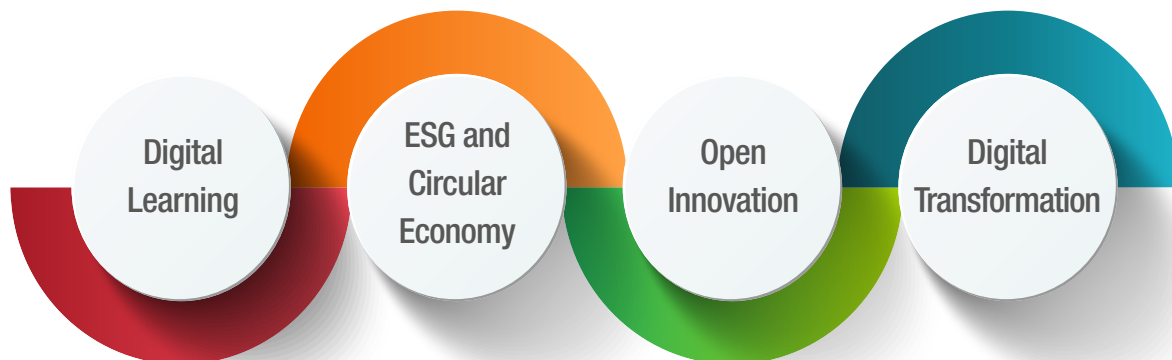 Digital
Learning
ESG and
Circular
Economy
Open
Innovation
Digital
Transformation